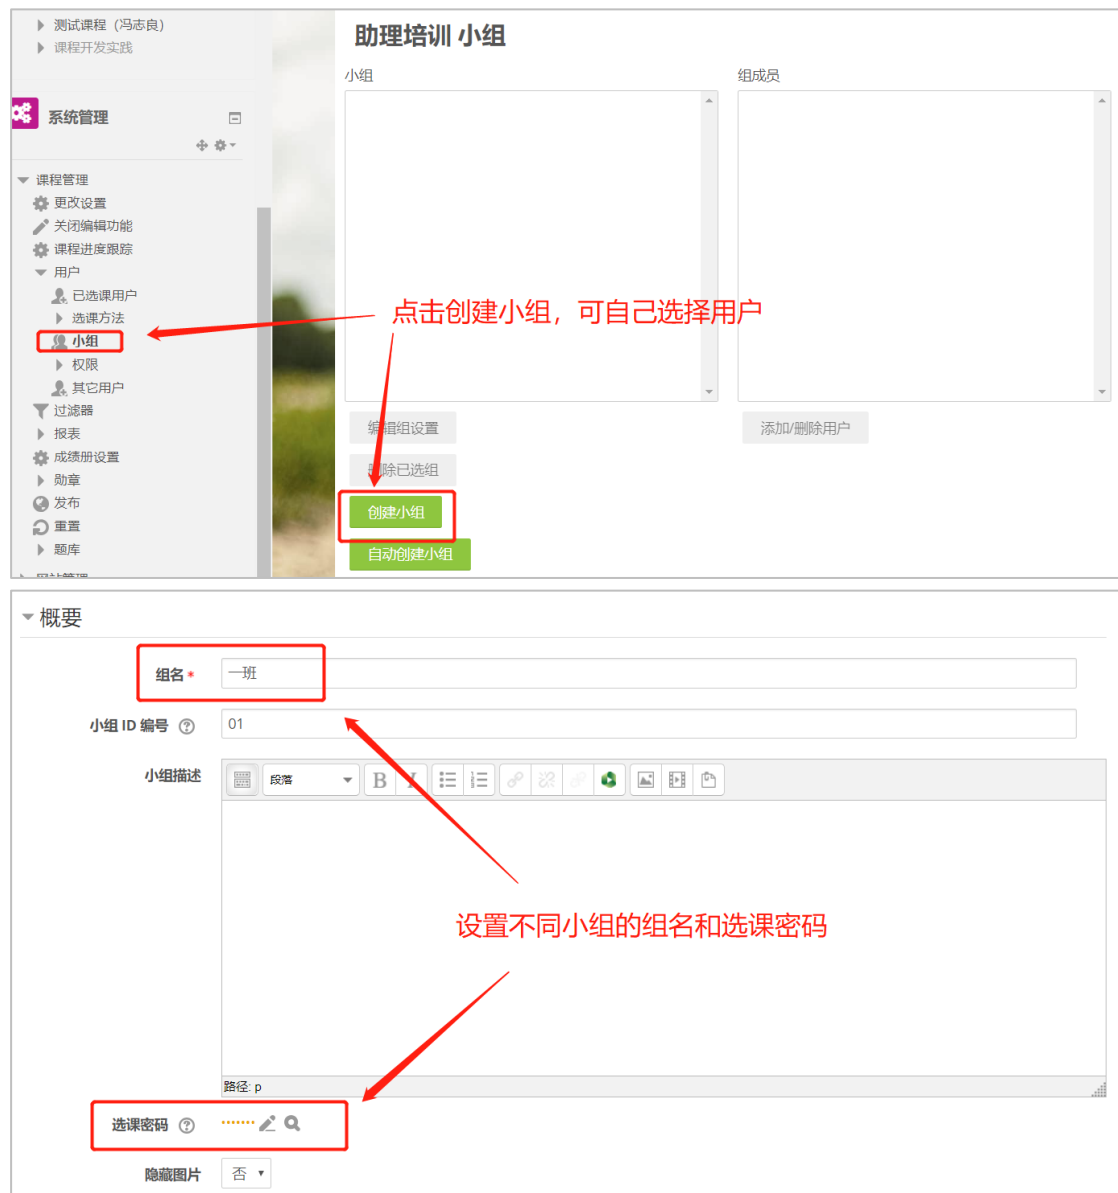 测试课程（冯志良）
课程开发实践
系统管理
课程管理
更改设置
关闭编辑功能
课程进度跟踪
用户
已选课用户
选课方法
小组
权限
其它用户
过滤器
报表
成绩册设置
勋章
发布
重置
题库
网站管理
助理培训 小组
小组
组成员
点击创建小组，可自己选择用户
编辑组设置
添加/删除用户
删除已选组
创建小组
自动创建小组
概要
组名*
一班
小组 ID 编号
01
小组描述
段落
B I
设置不同小组的组名和选课密码
路径: p
选课密码
隐藏图片
否